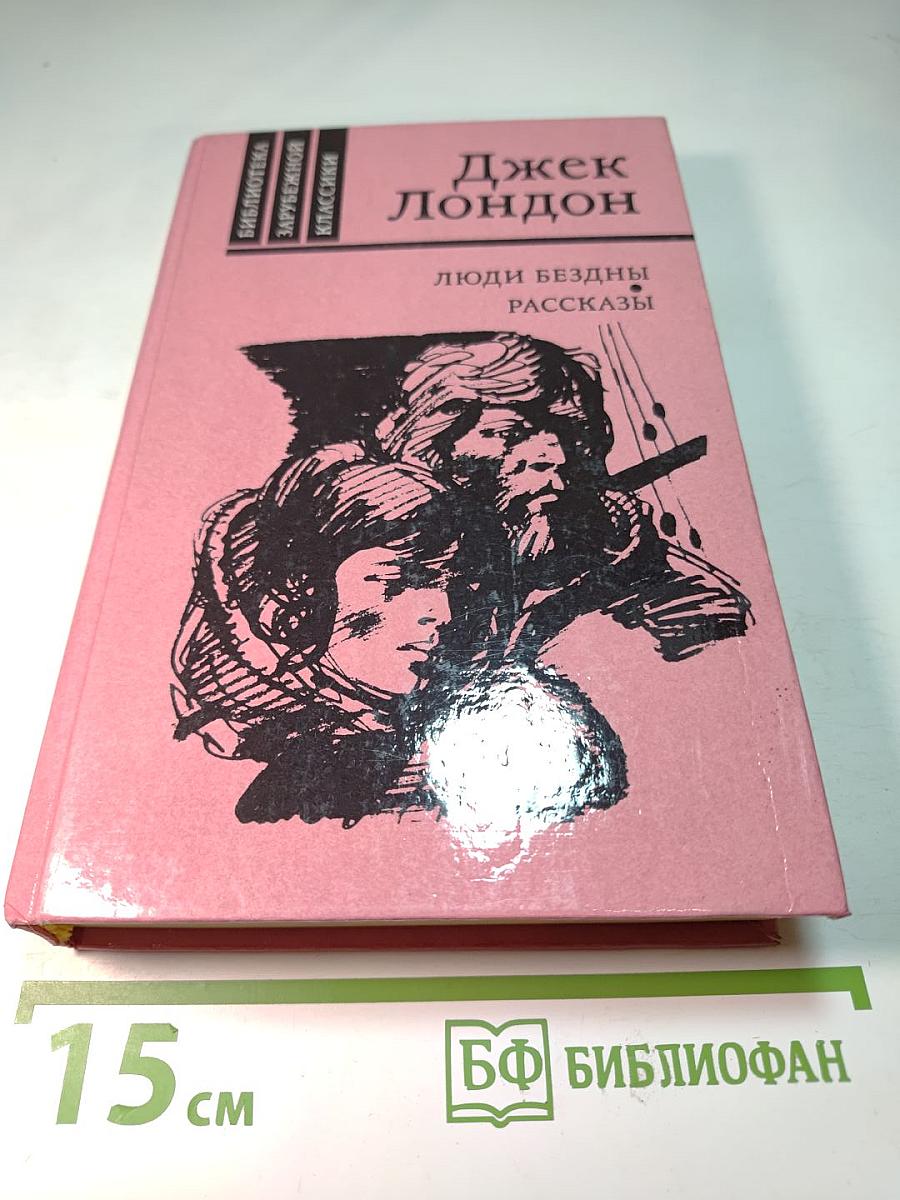 БИБЛИОТЕКА
ЗАРУБЕЖНОЙ
КЛАССИКИ
Джек
Лондон
ЛЮДИ БЕЗДНЫ
•
РАССКАЗЫ
15 см
БФ БИБЛИОФАН